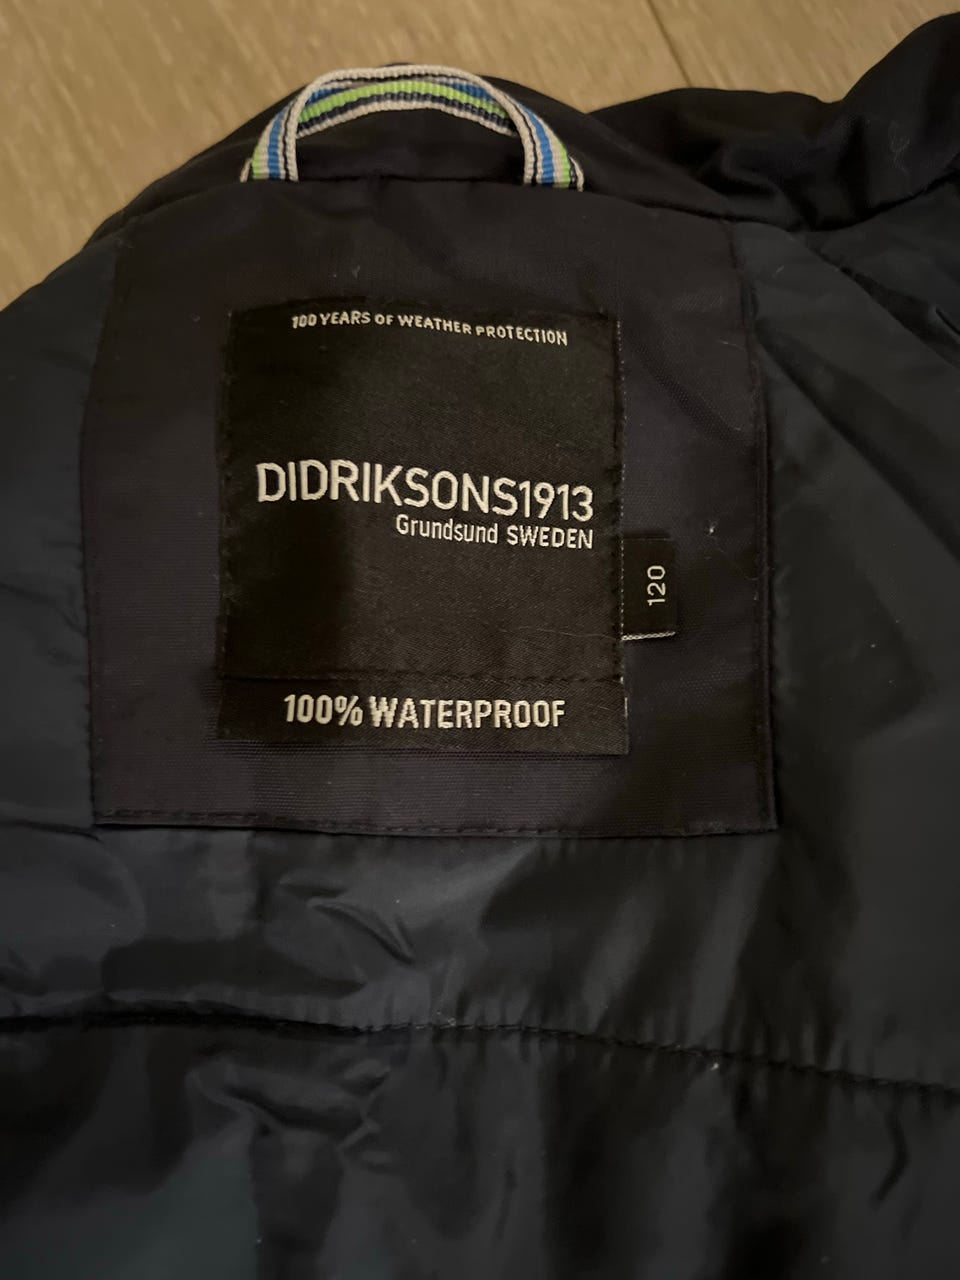 100 YEARS OF WEATHER PROTECTION
DIDRIKSONS1913
Grundsund SWEDEN
120
100% WATERPROOF